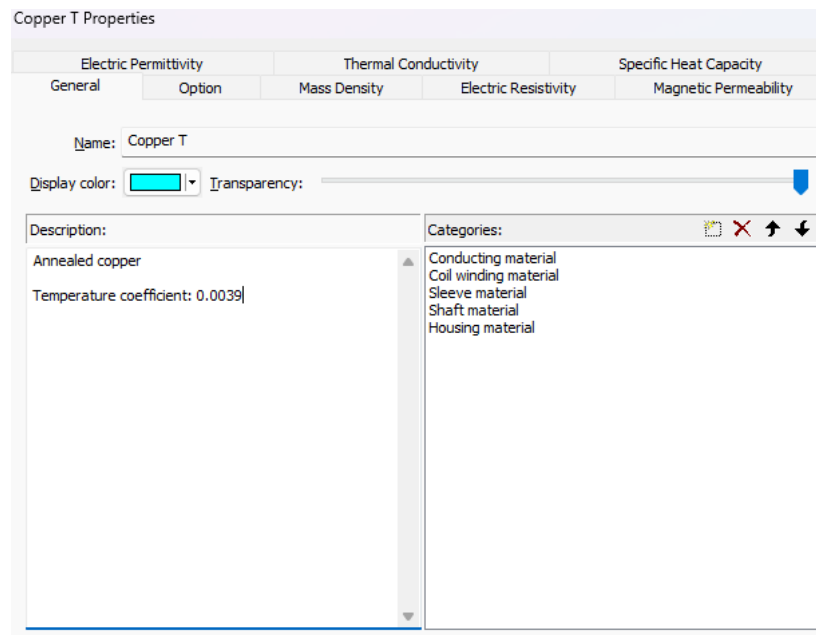 Copper T Properties
Electric Permittivity Thermal Conductivity Specific Heat Capacity
General Option Mass Density Electric Resistivity Magnetic Permeability
Name: Copper T
Display color: Transparency:
Description: Categories:
Annealed copper
Temperature coefficient: 0.0039
Conducting material
Coil winding material
Sleeve material
Shaft material
Housing material